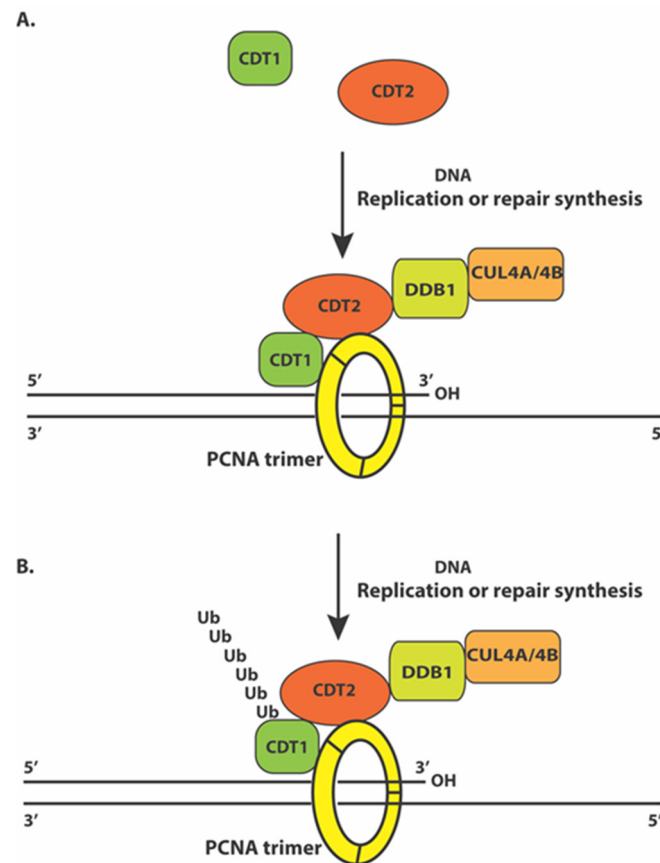 A.
CDT1
CDT2
DNA
Replication or repair synthesis
CDT2
DDB1
CUL4A/4B
CDT1
5′
3′
OH
3′
5′
PCNA trimer
B.
DNA
Replication or repair synthesis
Ub
Ub
Ub
Ub
Ub
Ub
CDT2
DDB1
CUL4A/4B
CDT1
5′
3′
OH
3′
5′
PCNA trimer